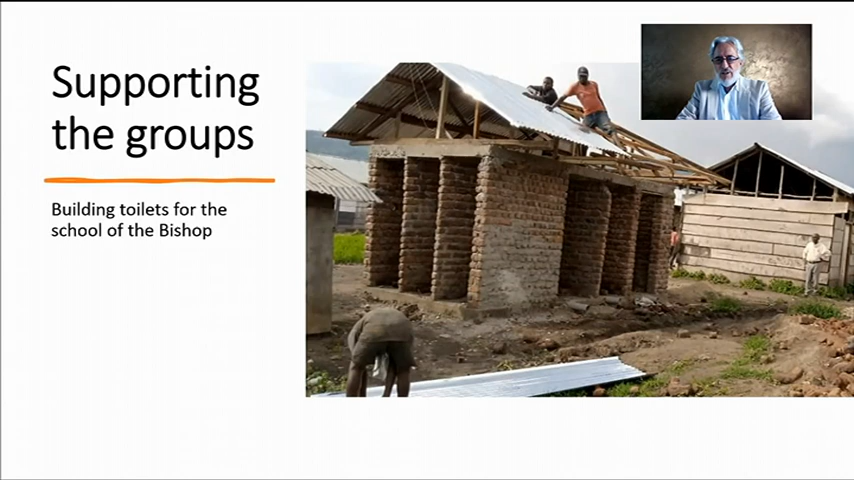 Supporting
the groups
Building toilets for the
school of the Bishop